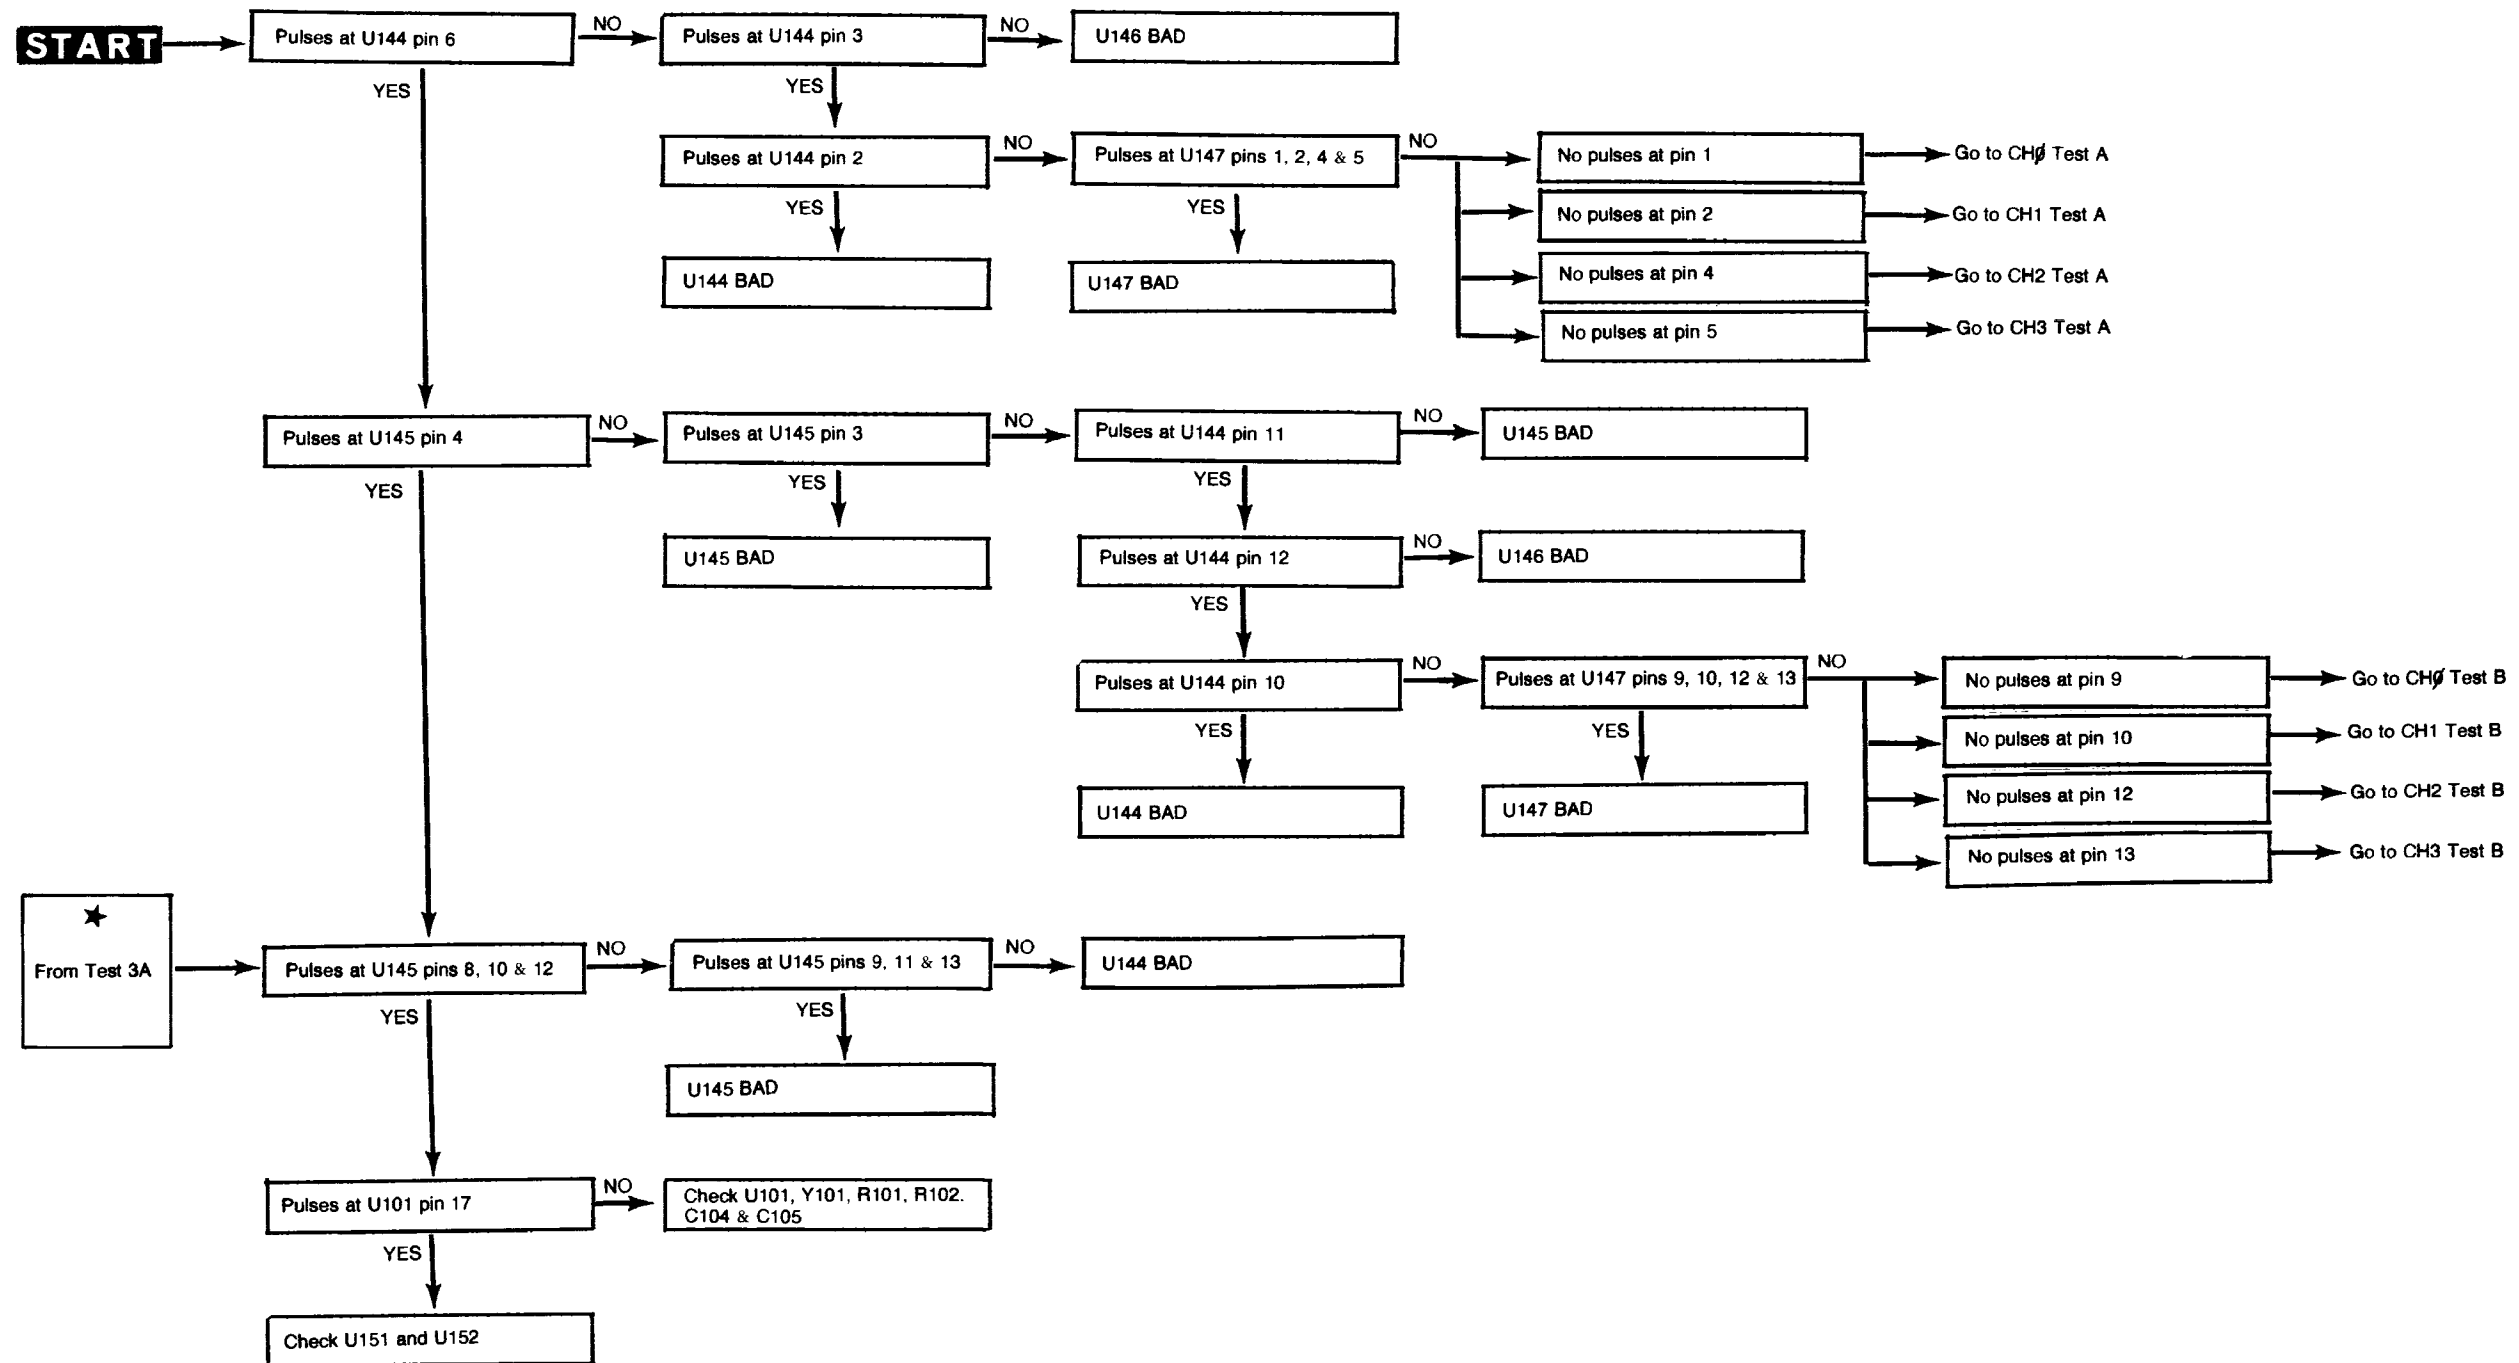 START
Pulses at U144 pin 6
NO
Pulses at U144 pin 3
NO
U146 BAD
YES
YES
Pulses at U144 pin 2
NO
Pulses at U147 pins 1, 2, 4 & 5
NO
No pulses at pin 1
Go to CHØ Test A
YES
YES
No pulses at pin 2
Go to CH1 Test A
U144 BAD
U147 BAD
No pulses at pin 4
Go to CH2 Test A
No pulses at pin 5
Go to CH3 Test A
Pulses at U145 pin 4
NO
Pulses at U145 pin 3
NO
Pulses at U144 pin 11
NO
U145 BAD
YES
YES
YES
U145 BAD
Pulses at U144 pin 12
NO
U146 BAD
YES
Pulses at U144 pin 10
NO
Pulses at U147 pins 9, 10, 12 & 13
NO
No pulses at pin 9
Go to CHØ Test B
YES
YES
No pulses at pin 10
Go to CH1 Test B
U144 BAD
U147 BAD
No pulses at pin 12
Go to CH2 Test B
No pulses at pin 13
Go to CH3 Test B
★
From Test 3A
Pulses at U145 pins 8, 10 & 12
NO
Pulses at U145 pins 9, 11 & 13
NO
U144 BAD
YES
YES
U145 BAD
Pulses at U101 pin 17
NO
Check U101, Y101, R101, R102.
C104 & C105
YES
Check U151 and U152